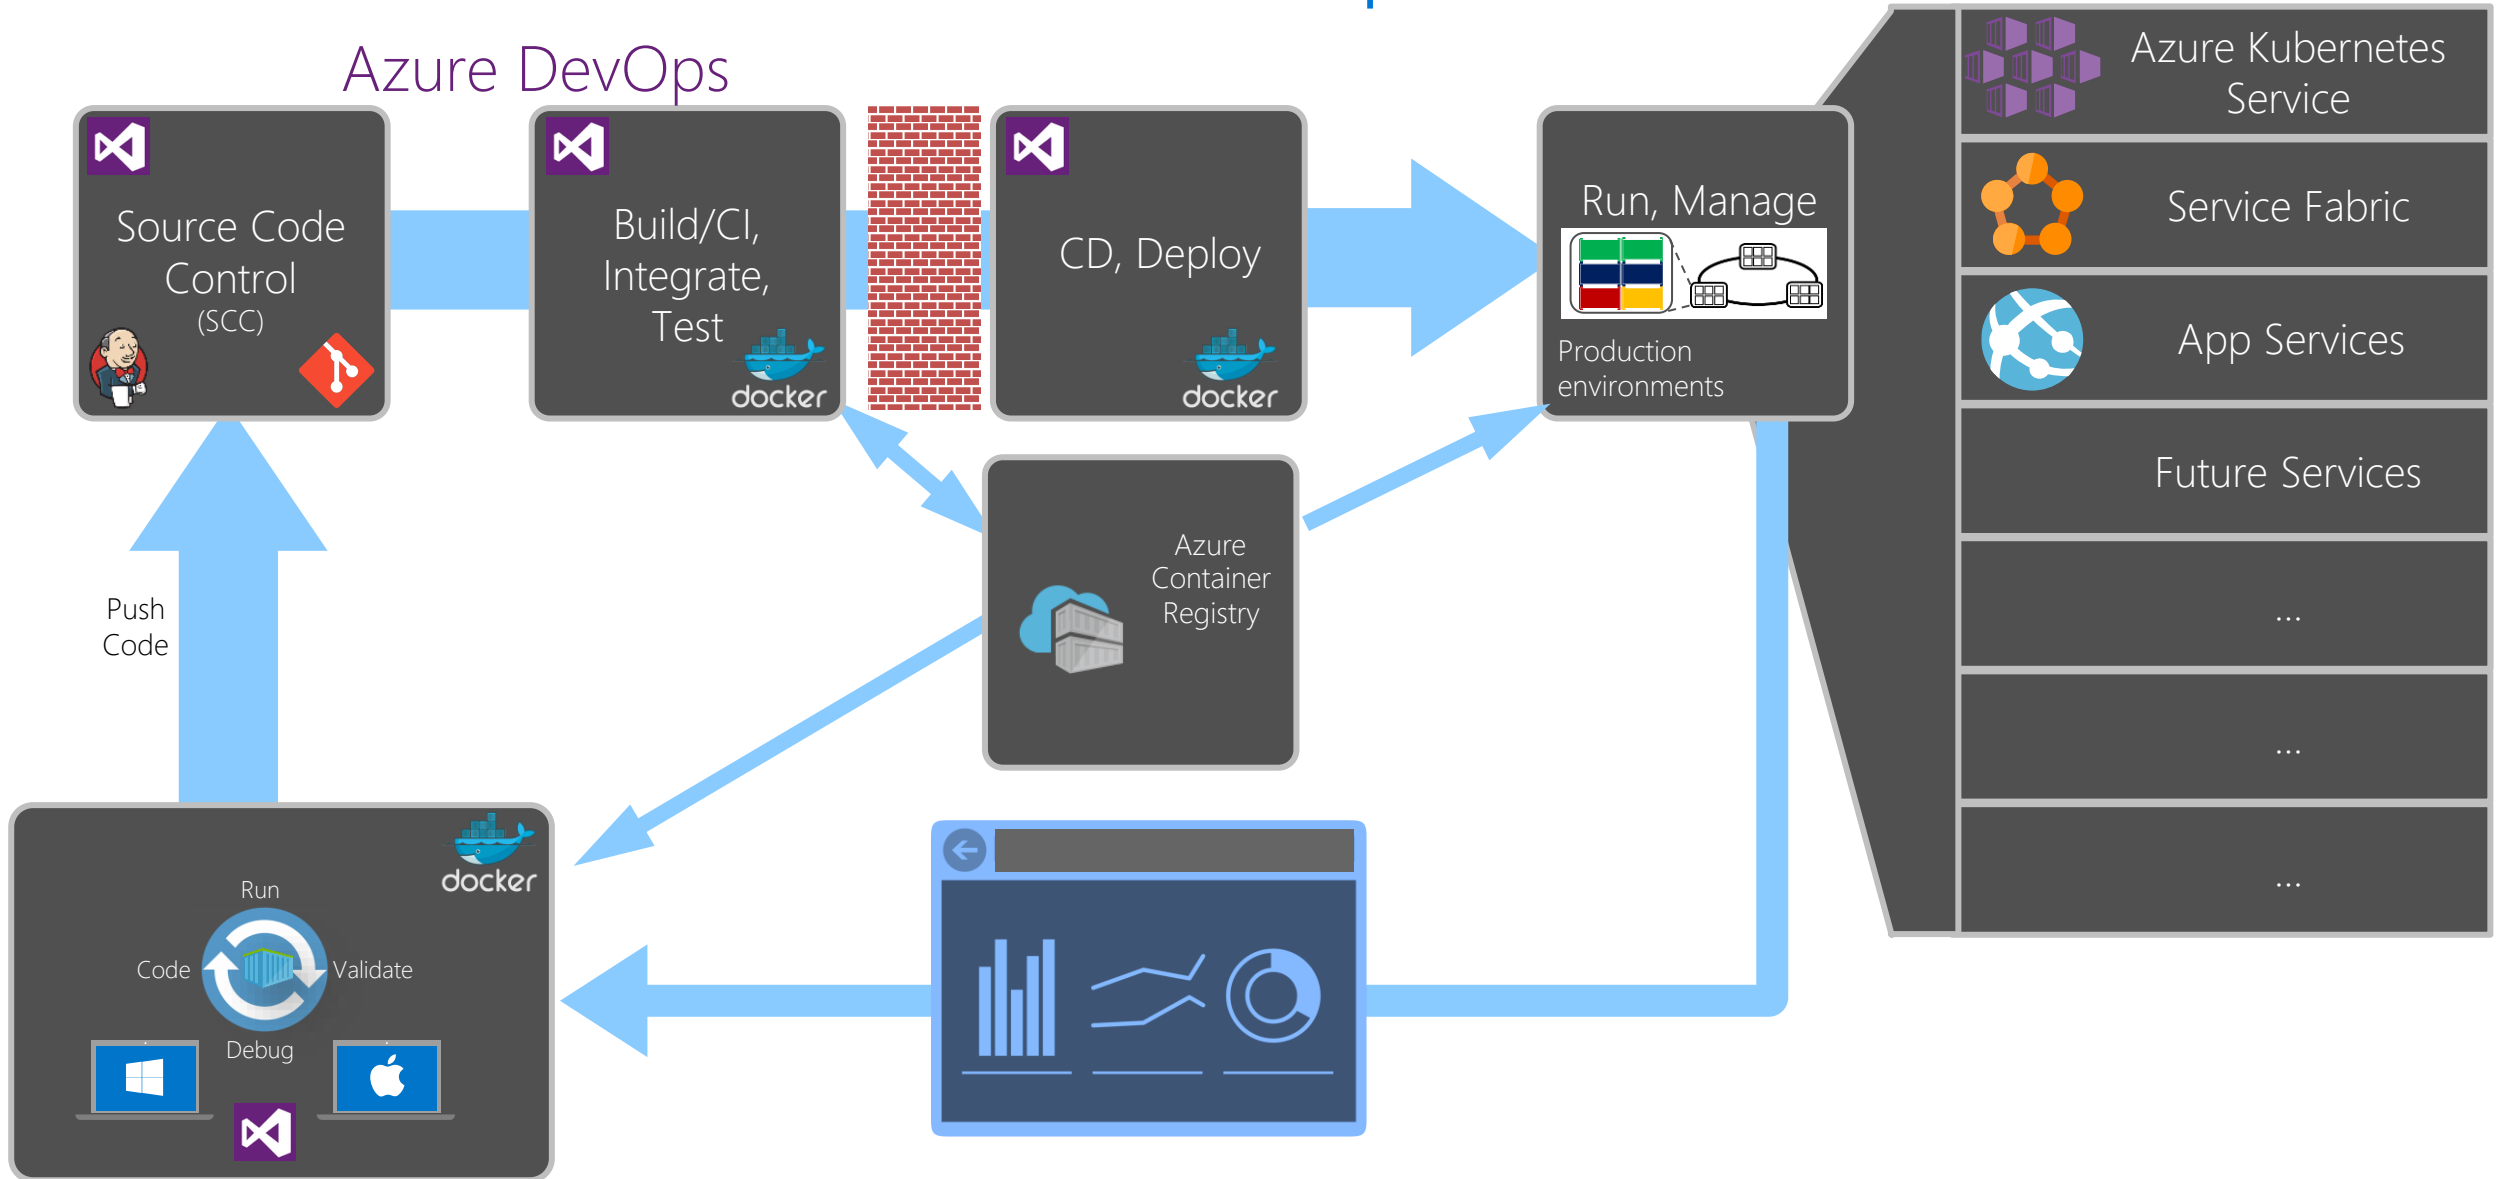 Azure DevOps
Source Code
Control
(SCC)
Build/CI,
Integrate,
Test
docker
CD, Deploy
docker
Run, Manage
Production
environments
Azure Kubernetes
Service
Service Fabric
App Services
Future Services
...
...
...
Azure
Container
Registry
Push
Code
docker
Run
Code
Validate
Debug